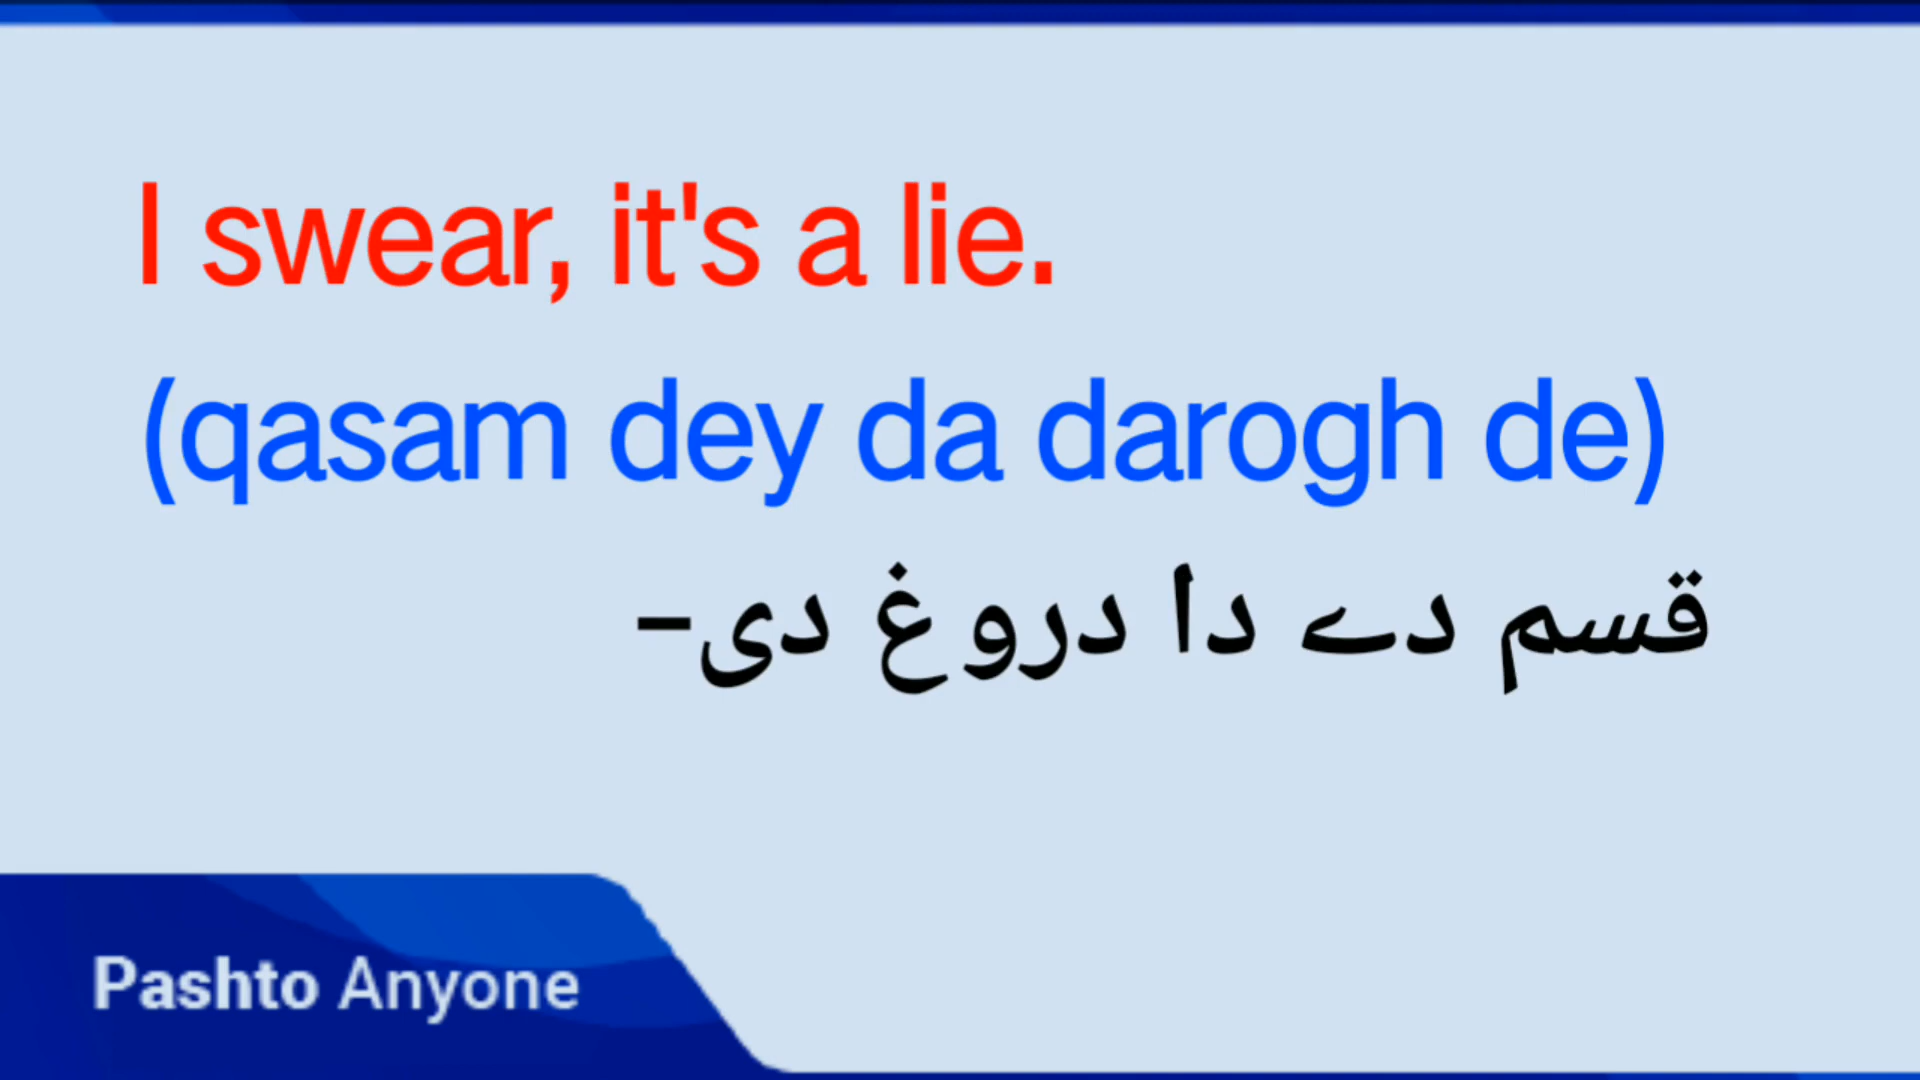 I swear, it's a lie.
(qasam dey da darogh de)
قسم دے دا دروغ دی-
Pashto Anyone